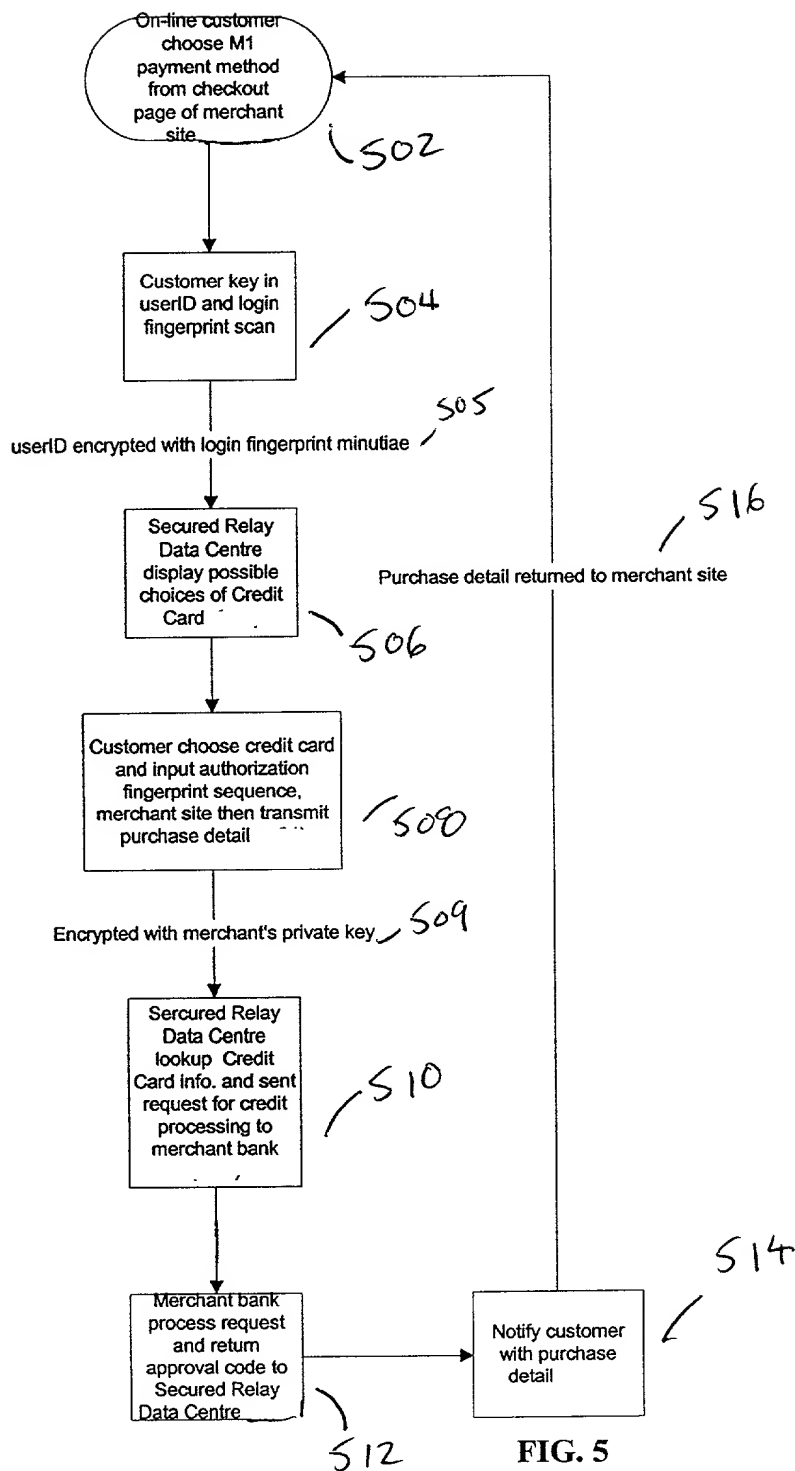 On-line customer
choose M1
payment method
from checkout
page of merchant
site
502
Customer key in
userID and login
fingerprint scan
504
505
userID encrypted with login fingerprint minutiae
Secured Relay
Data Centre
display possible
choices of Credit
Card
506
516
Purchase detail returned to merchant site
Customer choose credit card
and input authorization
fingerprint sequence,
merchant site then transmit
purchase detail
508
Encrypted with merchant's private key
509
Sercured Relay
Data Centre
lookup Credit
Card info. and sent
request for credit
processing to
merchant bank
510
Merchant bank
process request
and return
approval code to
Secured Relay
Data Centre
512
Notify customer
with purchase
detail
514
FIG. 5